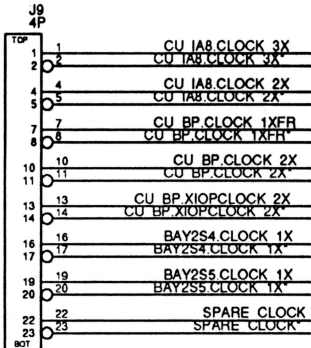 J9
4P
TOP
1 1 CU IA8.CLOCK 3X
2 2 CU IA8.CLOCK 3X*
4 4 CU IA8.CLOCK 2X
5 5 CU IA8.CLOCK 2X*
7 7 CU BP.CLOCK 1XFR
8 8 CU BP.CLOCK 1XFR*
10 10 CU BP.CLOCK 2X
11 11 CU BP.CLOCK 2X*
13 13 CU BP.XIOPCLOCK 2X
14 14 CU BP.XIOPCLOCK 2X*
16 16 BAY2S4.CLOCK 1X
17 17 BAY2S4.CLOCK 1X*
19 19 BAY2S5.CLOCK 1X
20 20 BAY2S5.CLOCK 1X*
22 22 SPARE CLOCK
23 23 SPARE CLOCK*
BOT